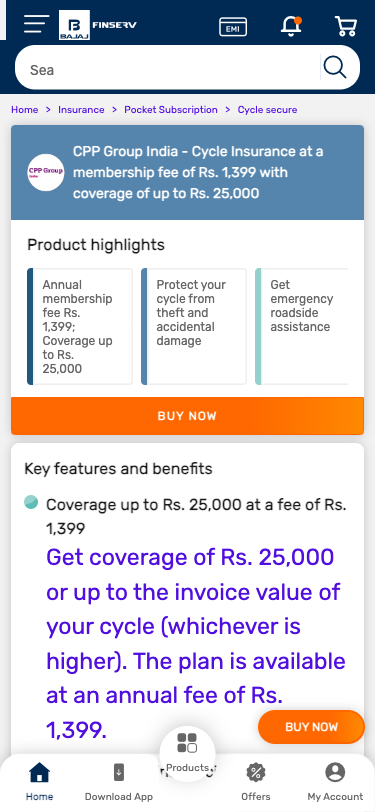 B
BAJAJ
FINSERV
EMI
Sea
Home > Insurance > Pocket Subscription > Cycle secure
CPP Group
India
CPP Group India - Cycle Insurance at a
membership fee of Rs. 1,399 with
coverage of up to Rs. 25,000
Product highlights
Annual
membership
fee Rs.
1,399;
Coverage up
to Rs.
25,000
Protect your
cycle from
theft and
accidental
damage
Get
emergency
roadside
assistance
BUY NOW
Key features and benefits
Coverage up to Rs. 25,000 at a fee of Rs.
1,399
Get coverage of Rs. 25,000
or up to the invoice value of
your cycle (whichever is
higher). The plan is available
at an annual fee of Rs.
1,399.
BUY NOW
Home
Download App
Products
Offers
My Account